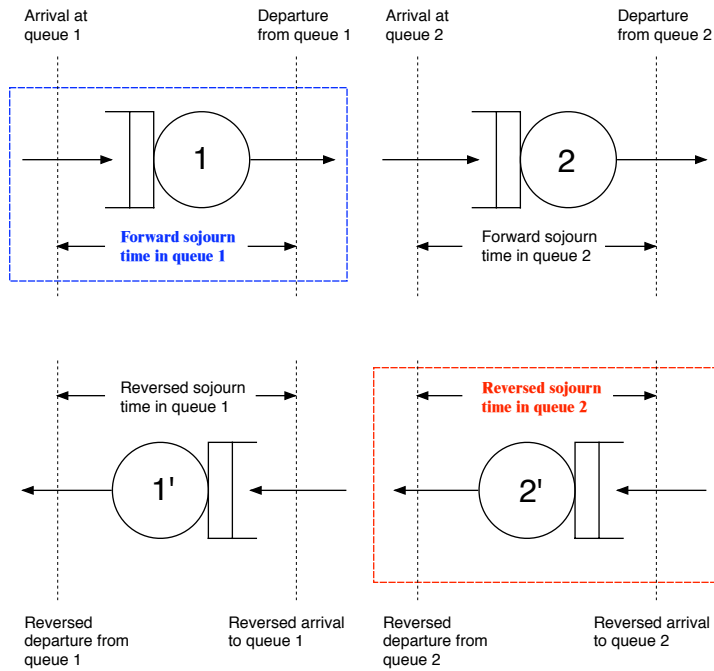 Arrival at
queue 1
Departure
from queue 1
Arrival at
queue 2
Departure
from queue 2
1
2
Forward sojourn
time in queue 1
Forward sojourn
time in queue 2
Reversed sojourn
time in queue 1
Reversed sojourn
time in queue 2
1'
2'
Reversed
departure from
queue 1
Reversed arrival
to queue 1
Reversed
departure from
queue 2
Reversed arrival
to queue 2